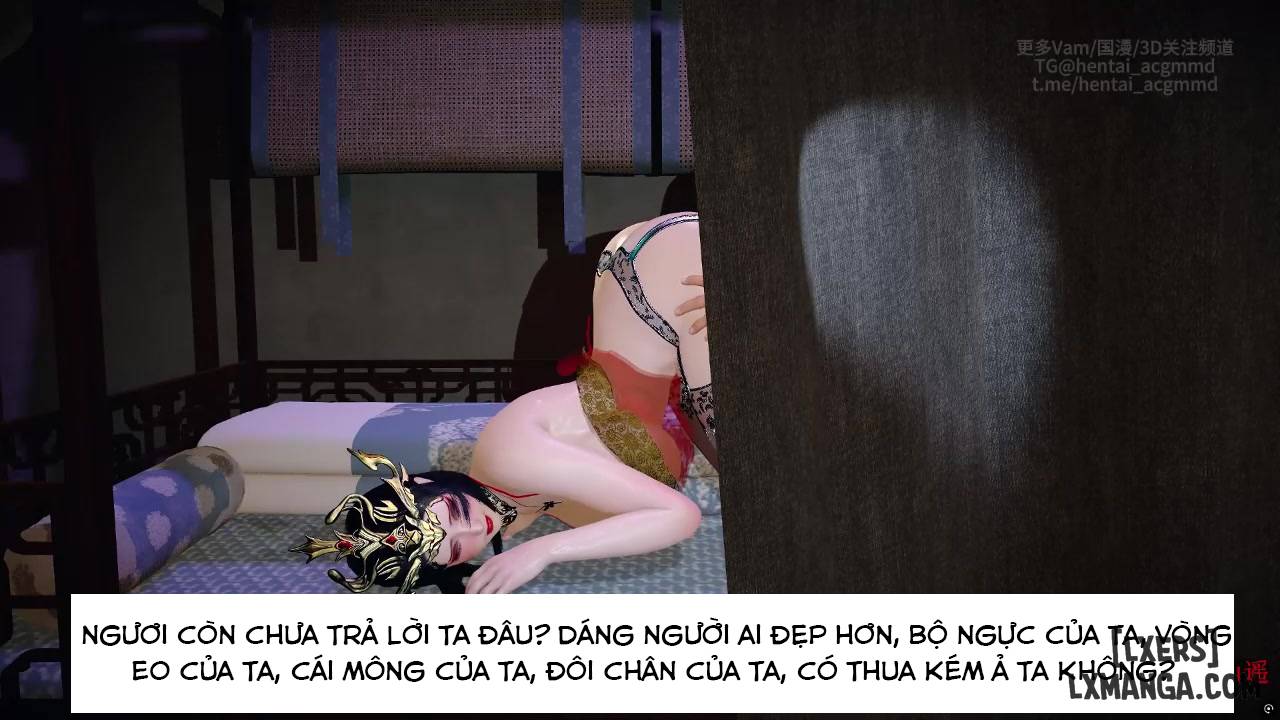 更多Vam/国漫/3D关注频道
TG@hentai_acgmmd
t.me/hentai_acgmmd
NGƯƠI CÒN CHƯA TRẢ LỜI TA ĐÂU? DÁNG NGƯỜI AI ĐẸP HƠN, BỘ NGỰC CỦA TA, VÒNG
EO CỦA TA, CÁI MÔNG CỦA TA, ĐÔI CHÂN CỦA TA, CÓ THUA KÉM Ả TA KHÔNG?
[CXERS]
LXMANGA.COM